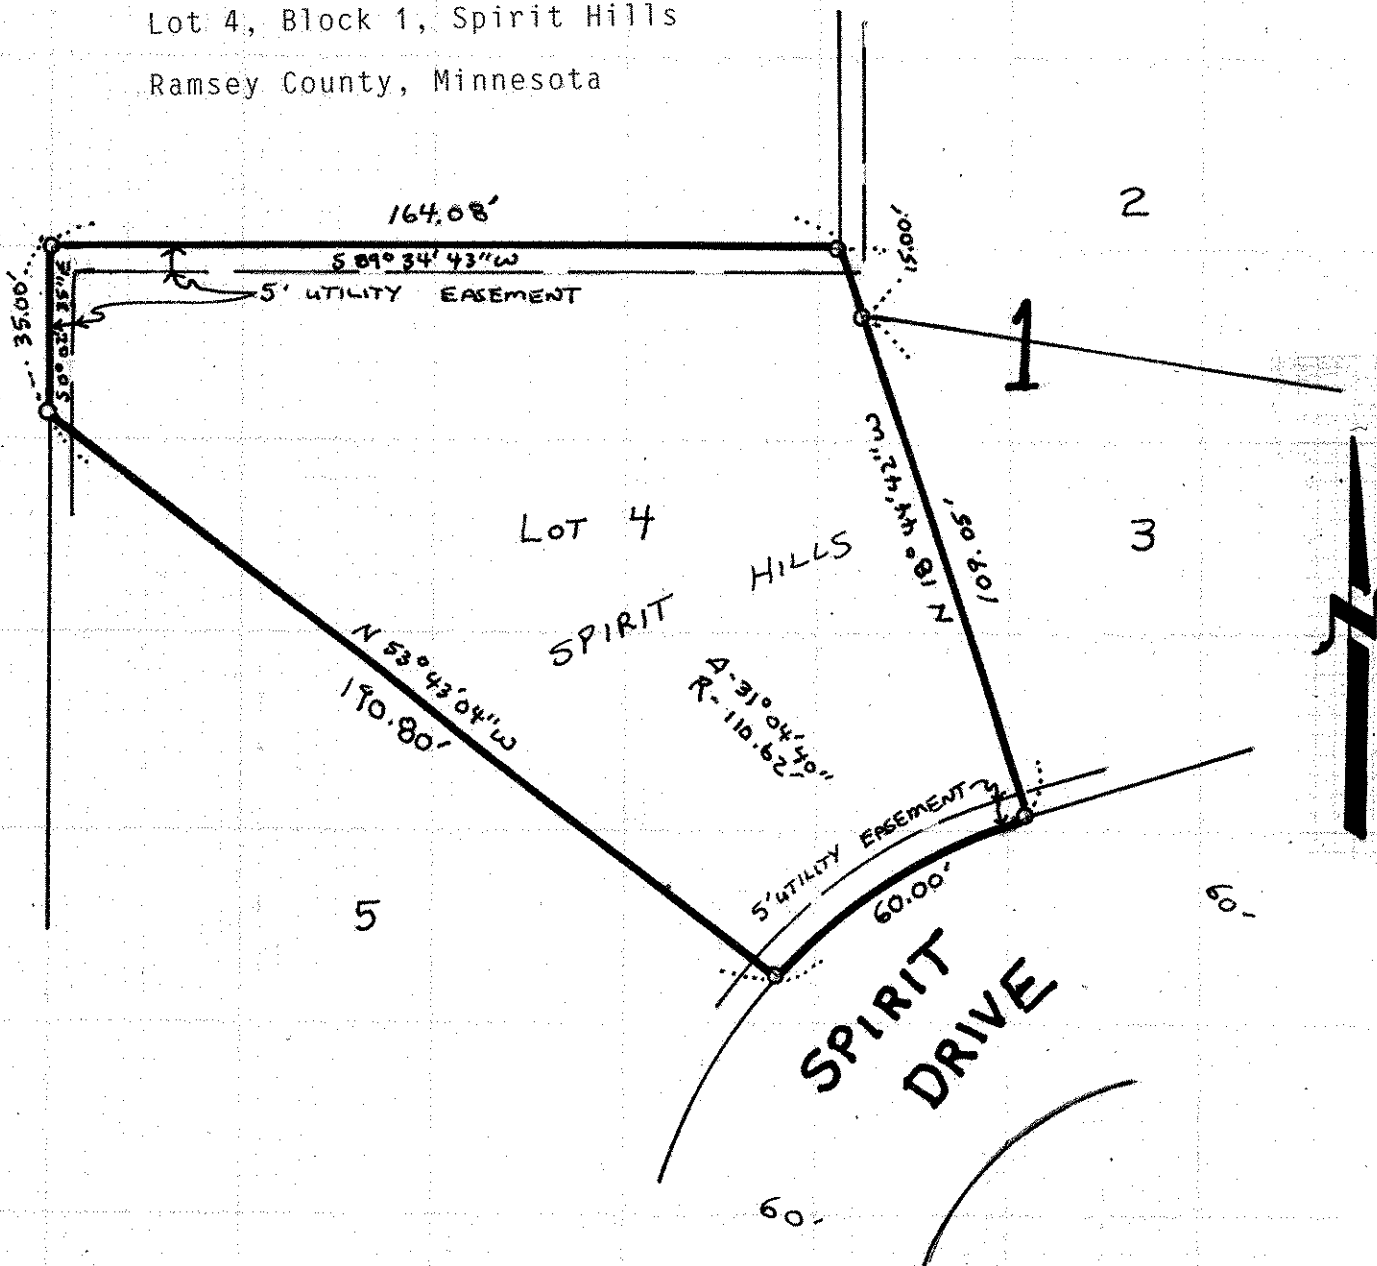 Lot 4, Block 1, Spirit Hills
Ramsey County, Minnesota
164.08'
S 89° 34' 43" W
5' UTILITY EASEMENT
35.00'
S 0° 02' 35" E
15.00'
2
1
N 18° 44' 42" E
109.05'
3
LOT 4
SPIRIT HILLS
N 53° 43' 04" W
190.80'
Δ-31° 04' 40"
R-110.62'
5' UTILITY EASEMENT
60.00'
5
SPIRIT
DRIVE
60-
60-
N